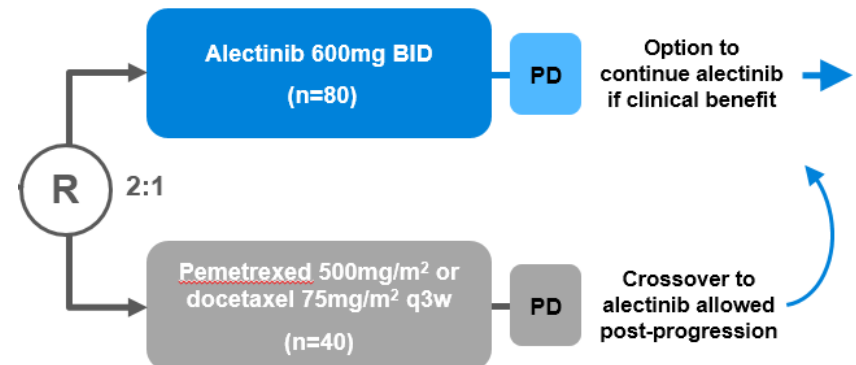 Alectinib 600mg BID
(n=80)
PD
Option to
continue alectinib
if clinical benefit
R
2:1
Pemetrexed 500mg/m² or
docetaxel 75mg/m² q3w
(n=40)
PD
Crossover to
alectinib allowed
post-progression